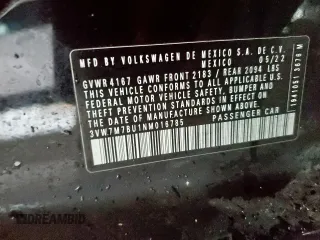 MFD. BY VOLKSWAGEN DE MEXICO S.A. DE C.V.
MEXICO 05/22
GVWR 4167 GAWR FRONT 2183 / REAR 2094 LBS
THIS VEHICLE CONFORMS TO ALL APPLICABLE
FEDERAL MOTOR VEHICLE SAFETY, BUMPER AND
THEFT PREVENTION STANDARDS IN EFFECT ON
THE DATE OF MANUFACTURE SHOWN ABOVE.
3VW7M7BU1NM016785 PASSENGER CAR
DREAMBID